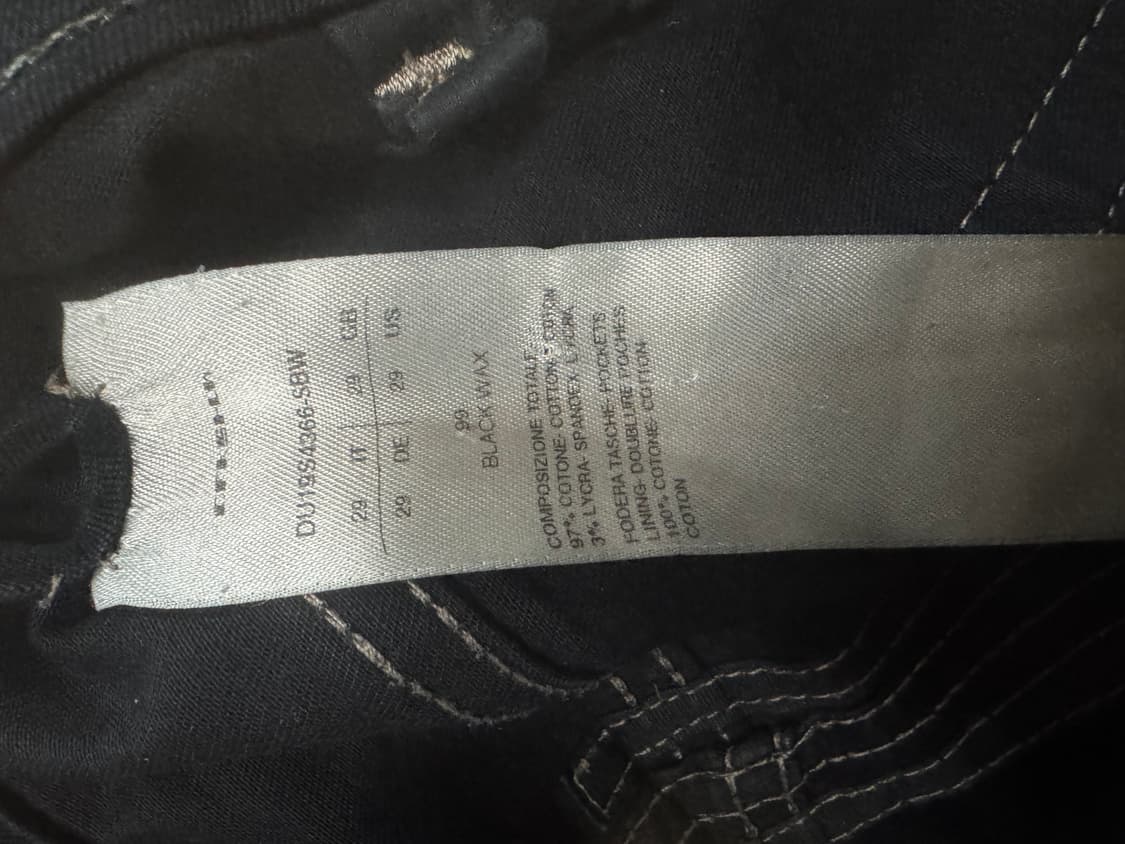 DU19S4366-SBW
29 IT 29 GB
29 DE 29 US
99
BLACK WAX
COMPOSIZIONE TOTALE
97% COTONE- COTTON- COTON
3% LYCRA- SPANDEX- LYCRA
FODERA TASCHE- POCKETS
LINING- DOUBLURE POCHES
100% COTONE- COTTON-
COTON